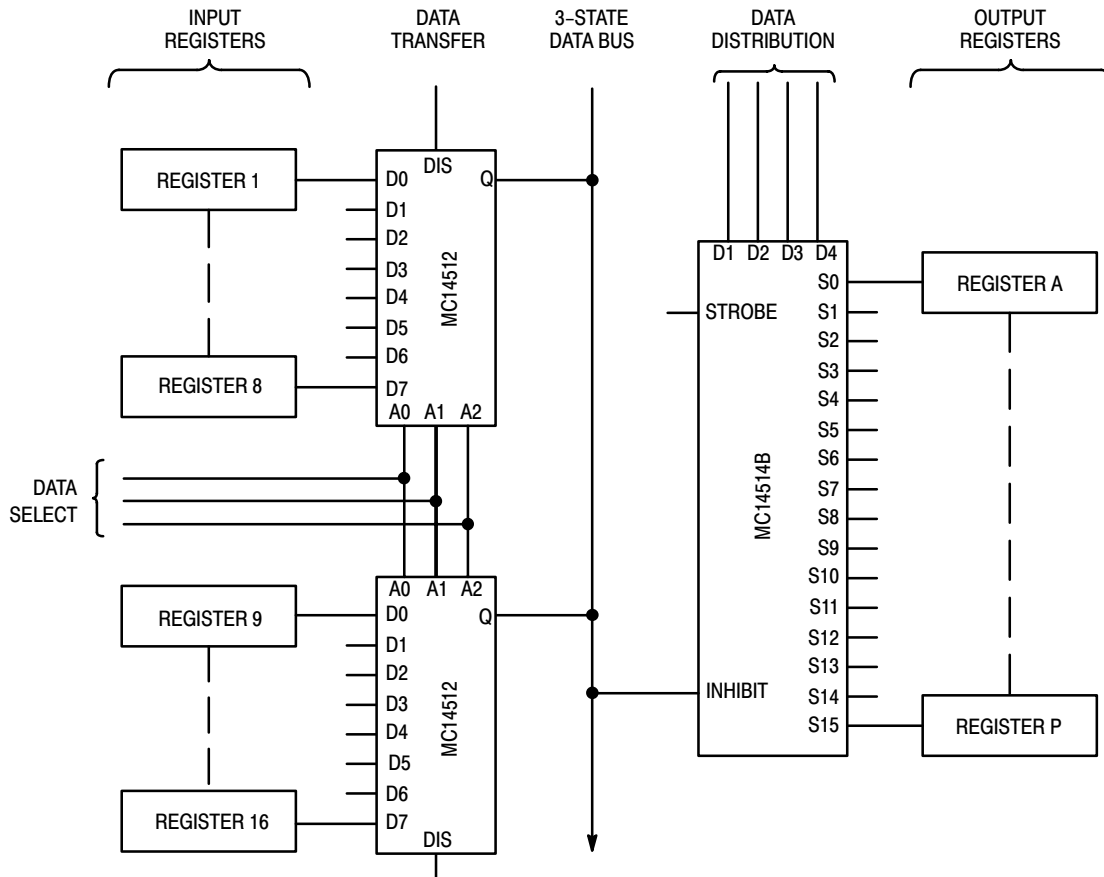 INPUT
REGISTERS
DATA
TRANSFER
3–STATE
DATA BUS
DATA
DISTRIBUTION
OUTPUT
REGISTERS
REGISTER 1
REGISTER 8
DIS
D0
Q
D1
D2
D3
D4
D5
D6
D7
MC14512
A0 A1 A2
DATA
SELECT
A0 A1 A2
REGISTER 9
REGISTER 16
D0
Q
D1
D2
D3
D4
D5
D6
D7
MC14512
DIS
D1 D2 D3 D4
STROBE
INHIBIT
MC14514B
S0
S1
S2
S3
S4
S5
S6
S7
S8
S9
S10
S11
S12
S13
S14
S15
REGISTER A
REGISTER P